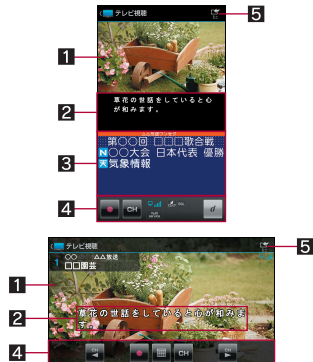 テレビ視聴
5
1
草花の世話をしていると心
が和みます。
2
第○○回 □□□歌合戦
N○○大会 日本代表 優勝
天気象情報
3
CH
d
4
テレビ視聴
5
1 ○○ △△放送
□□園芸
1
草花の世話をしていると心が和みま
す。
2
CH
CH
CH
4